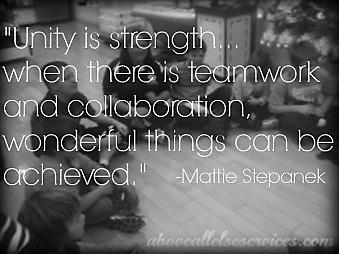 "Unity is strength...
when there is teamwork
and collaboration,
wonderful things can be
achieved." -Mattie Stepanek
aboveallelseservices.com